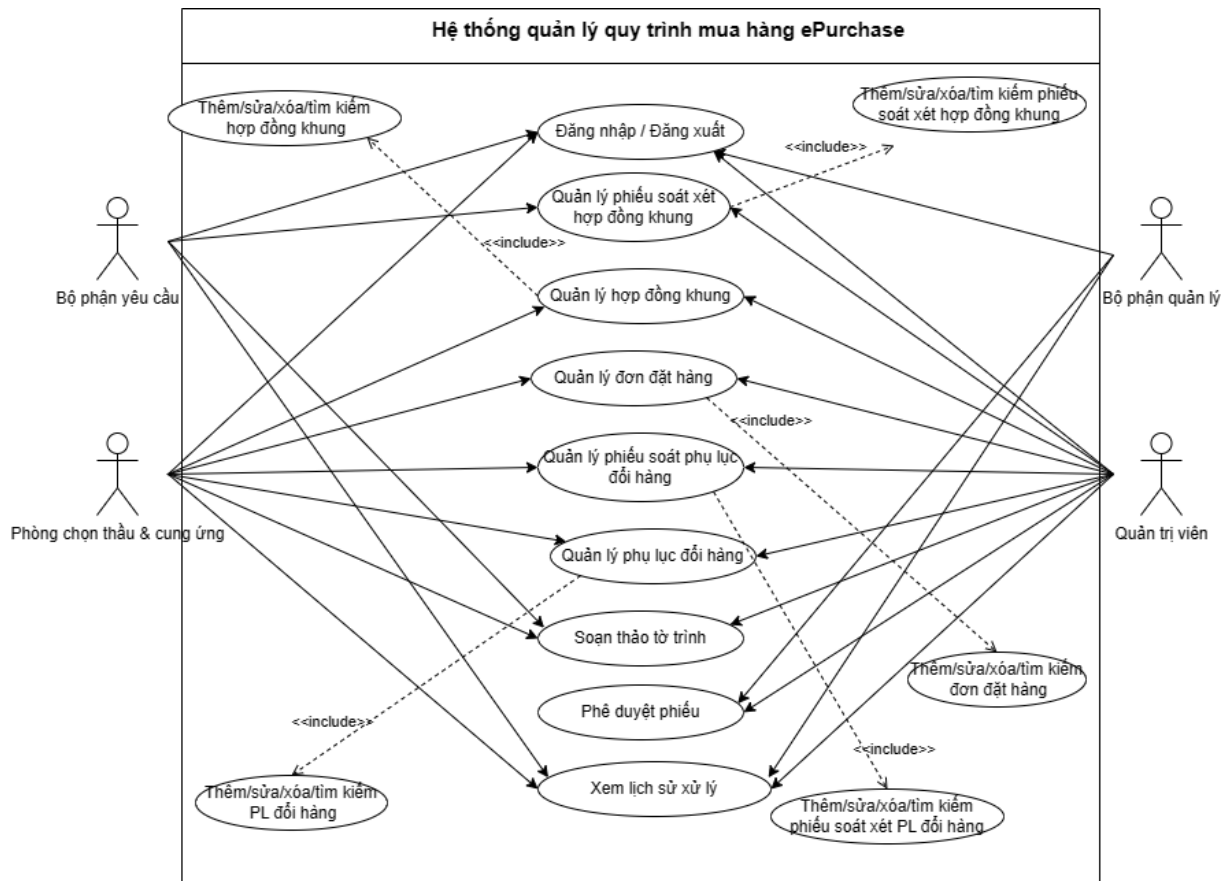 Hệ thống quản lý quy trình mua hàng ePurchase
Thêm/sửa/xóa/tìm kiếm
hợp đồng khung
Thêm/sửa/xóa/tìm kiếm phiếu
soát xét hợp đồng khung
Đăng nhập / Đăng xuất
<<include>>
Quản lý phiếu soát xét
hợp đồng khung
<<include>>
Bộ phận yêu cầu
Bộ phận quản lý
Quản lý hợp đồng khung
Quản lý đơn đặt hàng
<<include>>
Quản lý phiếu soát phụ lục
đổi hàng
Phòng chọn thầu & cung ứng
Quản trị viên
Quản lý phụ lục đổi hàng
Soạn thảo tờ trình
Thêm/sửa/xóa/tìm kiếm
đơn đặt hàng
Phê duyệt phiếu
<<include>>
<<include>>
Xem lịch sử xử lý
Thêm/sửa/xóa/tìm kiếm
PL đổi hàng
Thêm/sửa/xóa/tìm kiếm
phiếu soát xét PL đổi hàng